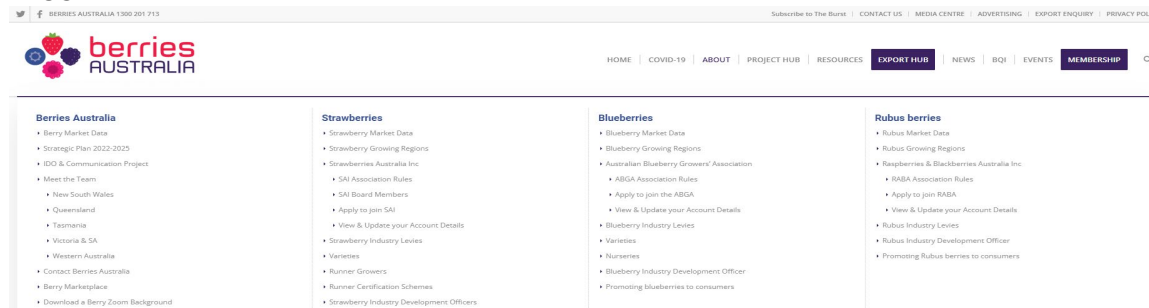 BERRIES AUSTRALIA 1300 201 713
Subscribe to The Burst | CONTACT US | MEDIA CENTRE | ADVERTISING | EXPORT ENQUIRY | PRIVACY POL
berries
AUSTRALIA
HOME | COVID-19 | ABOUT | PROJECT HUB | RESOURCES | EXPORT HUB | NEWS | BQI | EVENTS | MEMBERSHIP
Berries Australia
Berry Market Data
Strategic Plan 2022-2025
IDO & Communication Project
Meet the Team
New South Wales
Queensland
Tasmania
Victoria & SA
Western Australia
Contact Berries Australia
Berry Marketplace
Download a Berry Zoom Background
Strawberries
Strawberry Market Data
Strawberry Growing Regions
Strawberries Australia Inc
SAI Association Rules
SAI Board Members
Apply to join SAI
View & Update your Account Details
Strawberry Industry Levies
Varieties
Runner Growers
Runner Certification Schemes
Strawberry Industry Development Officers
Blueberries
Blueberry Market Data
Blueberry Growing Regions
Australian Blueberry Growers' Association
ABGA Association Rules
Apply to join the ABGA
View & Update your Account Details
Blueberry Industry Levies
Varieties
Nurseries
Blueberry Industry Development Officer
Promoting blueberries to consumers
Rubus berries
Rubus Market Data
Rubus Growing Regions
Raspberries & Blackberries Australia Inc
RABA Association Rules
Apply to join RABA
View & Update your Account Details
Rubus Industry Levies
Rubus Industry Development Officer
Promoting Rubus berries to consumers